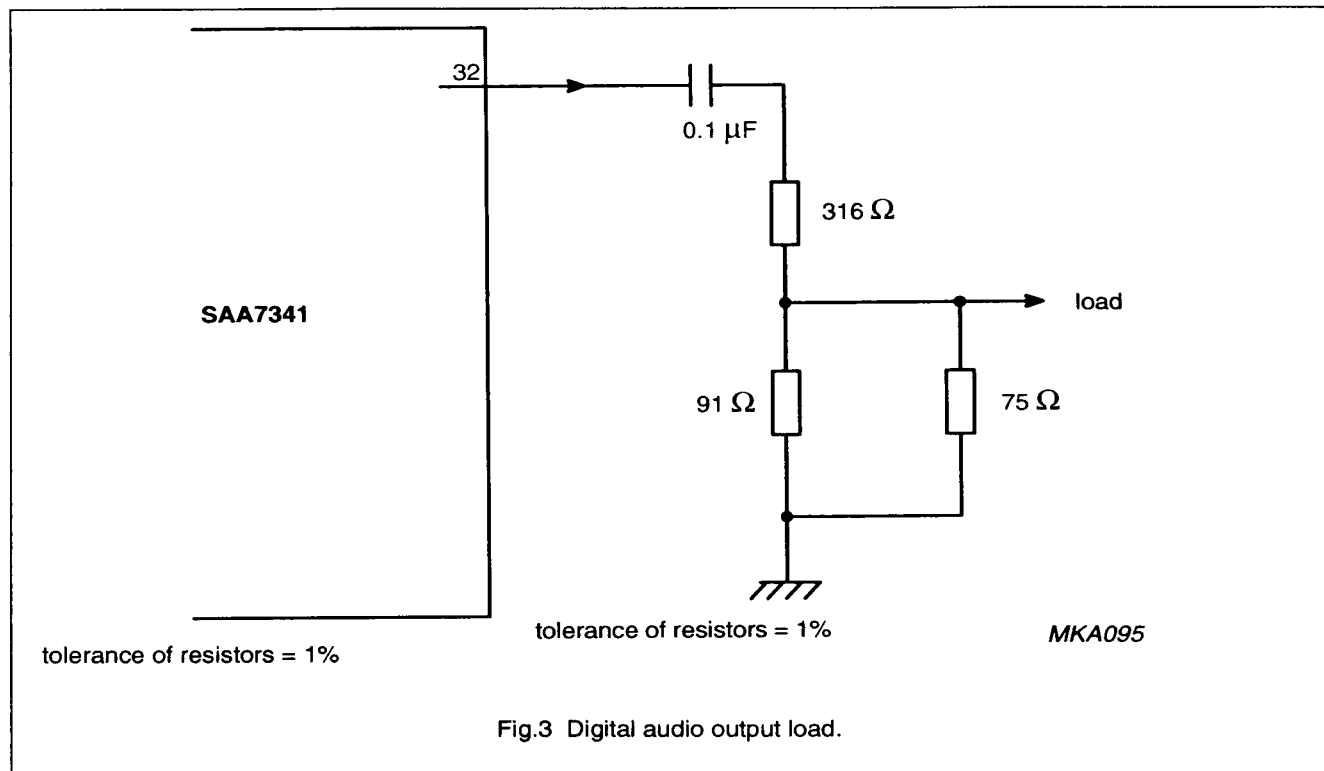 32
0.1 μF
316 Ω
SAA7341
load
91 Ω
75 Ω
tolerance of resistors = 1%
MKA095
tolerance of resistors = 1%
Fig.3 Digital audio output load.